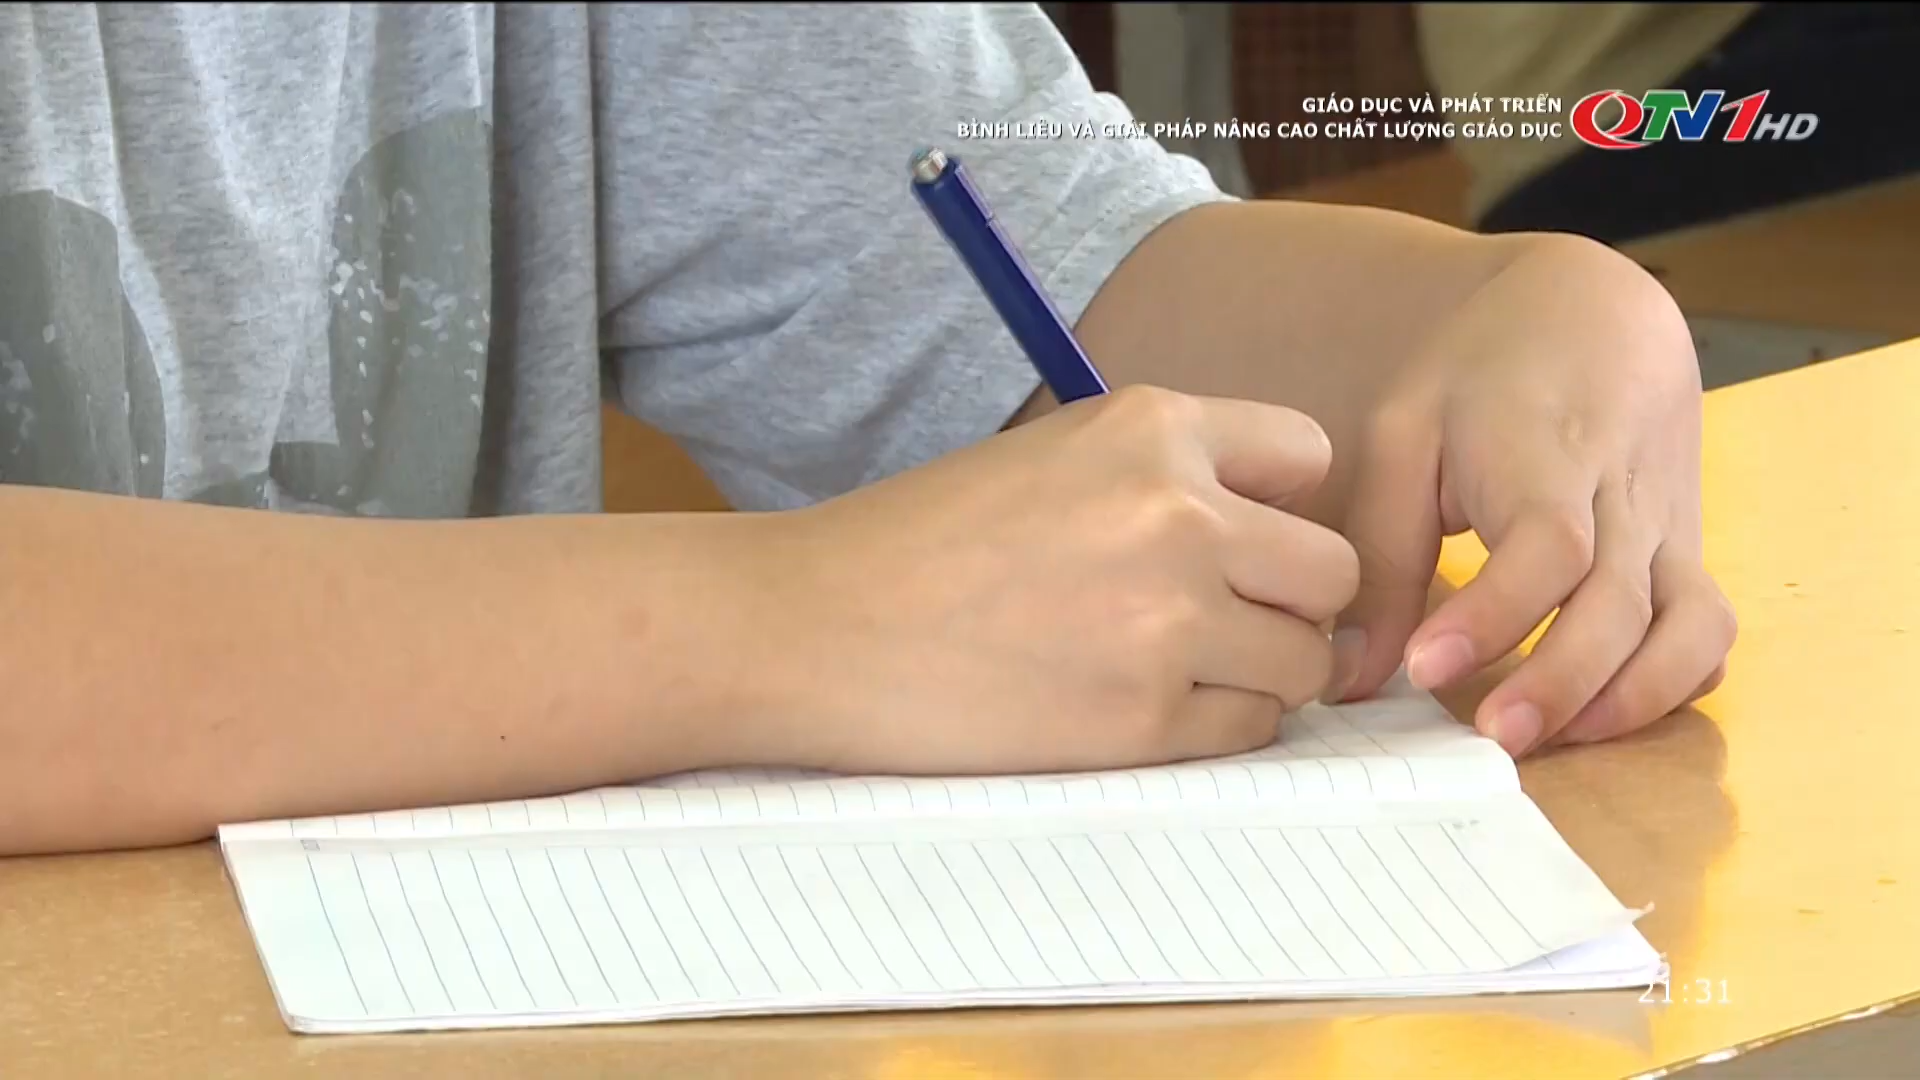 GIÁO DỤC VÀ PHÁT TRIỂN
BÌNH LIÊU VÀ GIẢI PHÁP NÂNG CAO CHẤT LƯỢNG GIÁO DỤC
QTV1HD
21:31